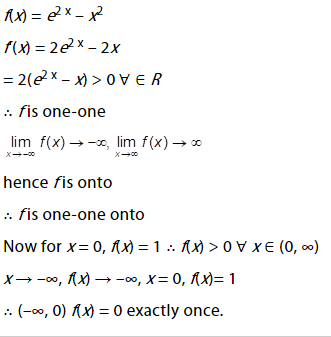 f(x) = e^{2x} – x²
f'(x) = 2e^{2x} – 2x
= 2(e^{2x} – x) > 0 ∀ ∈ R
∴ f is one-one
lim_{x→-∞} f(x) → -∞, lim_{x→∞} f(x) → ∞
hence f is onto
∴ f is one-one onto
Now for x = 0, f(x) = 1 ∴ f(x) > 0 ∀ x ∈ (0, ∞)
x → -∞, f(x) → -∞, x = 0, f(x) = 1
∴ (-∞, 0) f(x) = 0 exactly once.